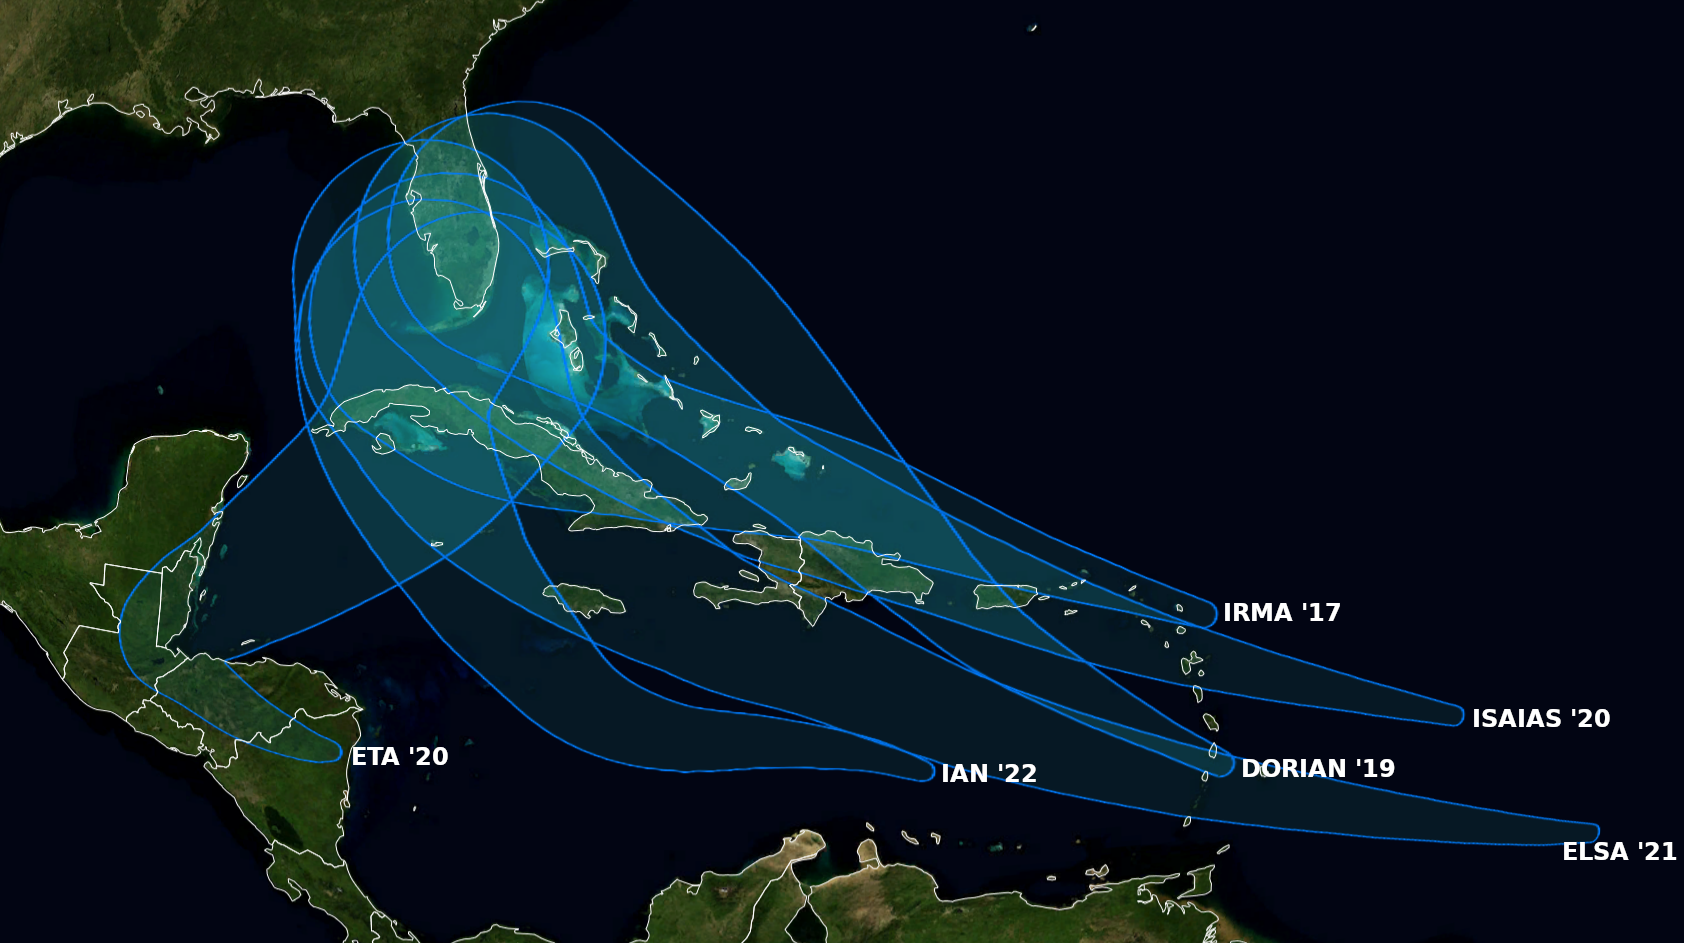 IRMA '17
ISAIAS '20
ETA '20
IAN '22
DORIAN '19
ELSA '21